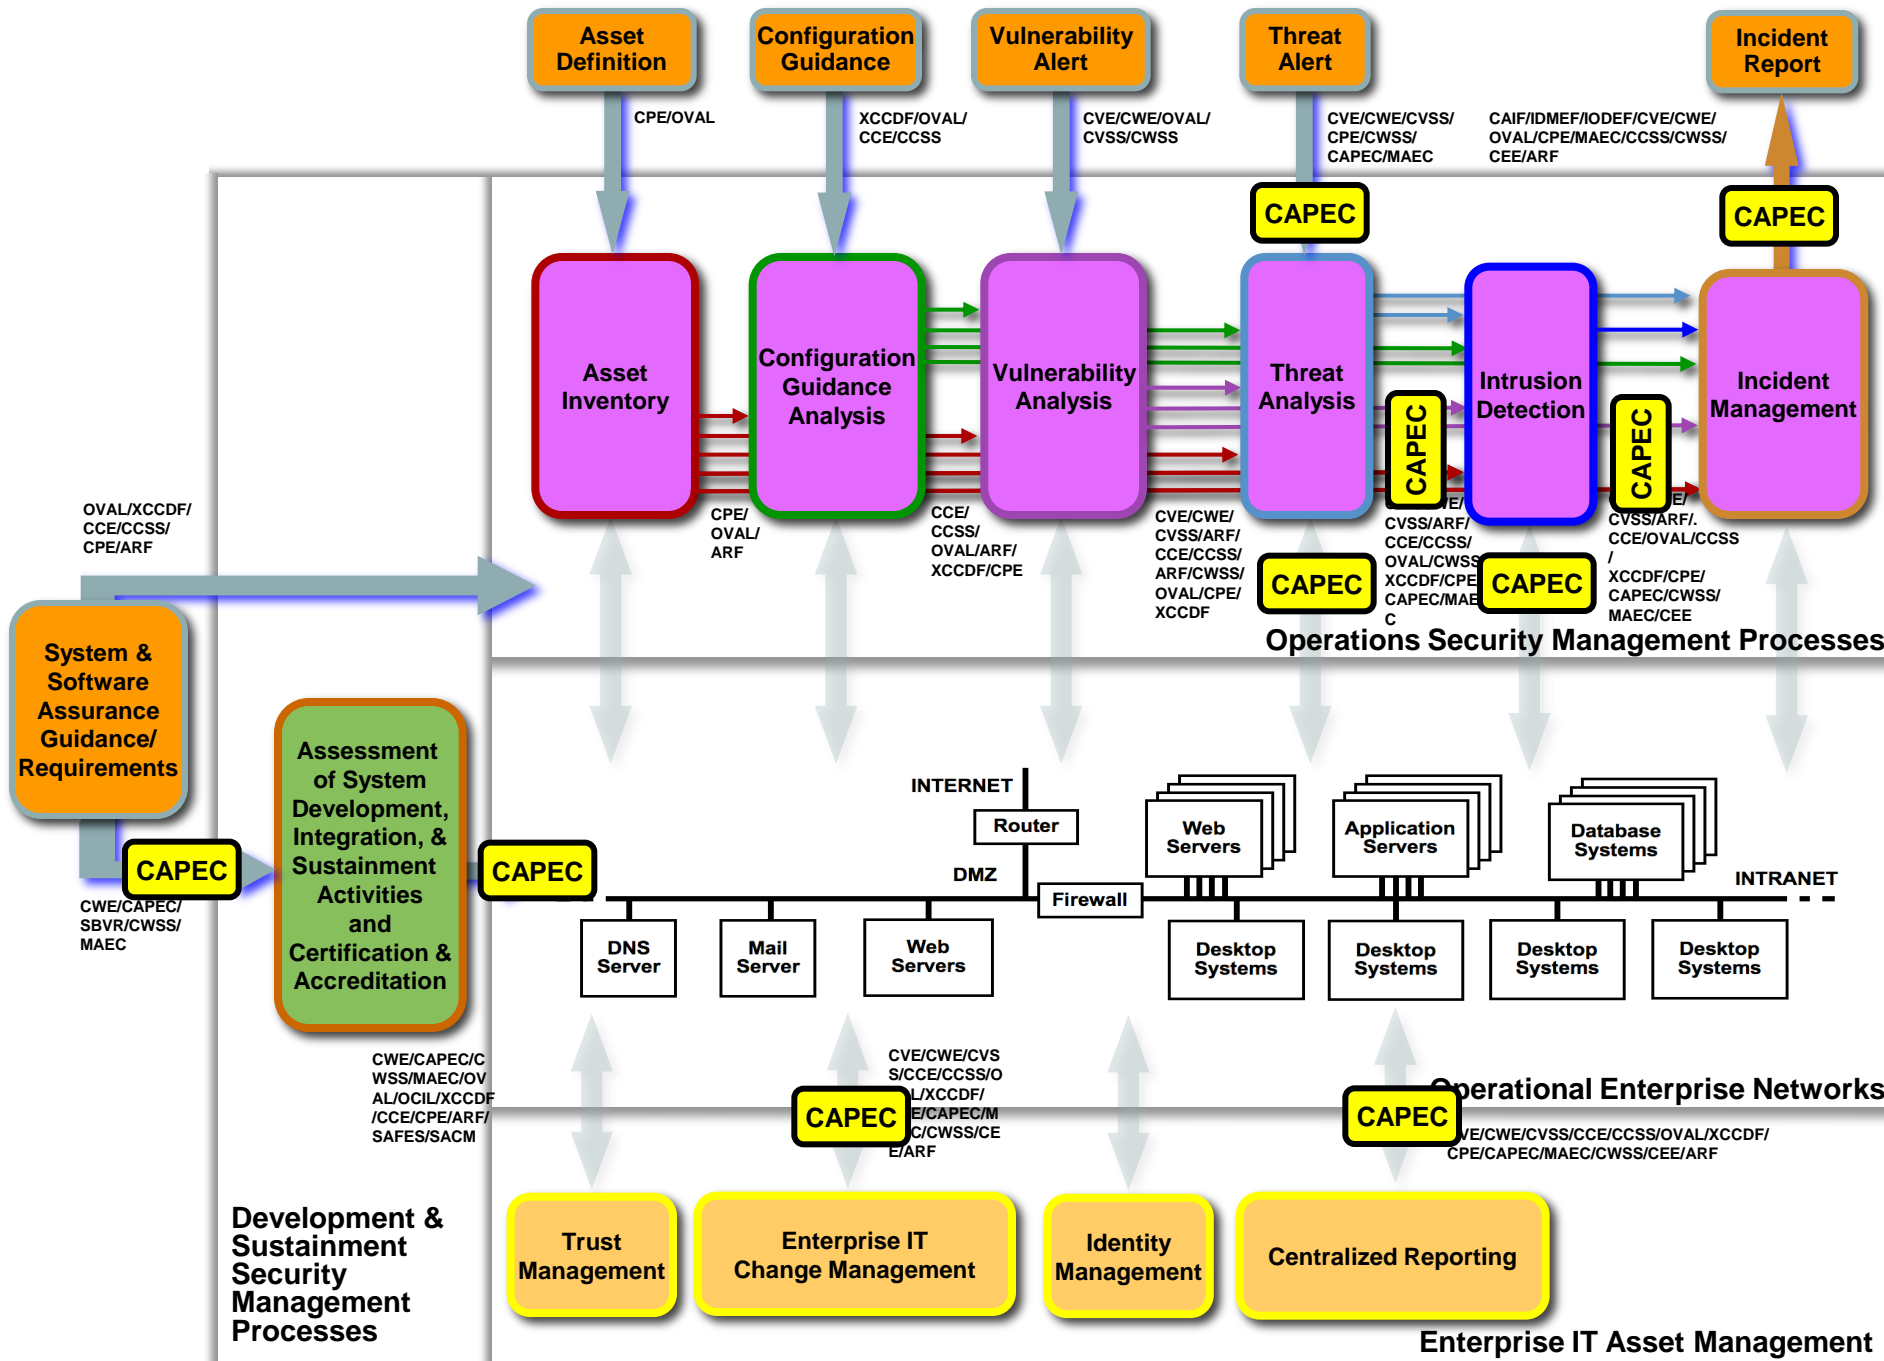 Asset
Definition
Configuration
Guidance
Vulnerability
Alert
Threat
Alert
Incident
Report
CPE/OVAL
XCCDF/OVAL/
CCE/CCSS
CVE/CWE/OVAL/
CVSS/CWSS
CVE/CWE/CVSS/
CPE/CWSS/
CAPEC/MAEC
CAIF/IDMEF/IODEF/CVE/CWE/
OVAL/CPE/MAEC/CCSS/CWSS/
CEE/ARF
CAPEC
CAPEC
Asset
Inventory
Configuration
Guidance
Analysis
Vulnerability
Analysis
Threat
Analysis
Intrusion
Detection
Incident
Management
CAPEC
CAPEC
OVAL/XCCDF/
CCE/CCSS/
CPE/ARF
CPE/
OVAL/
ARF
CCE/
CCSS/
OVAL/ARF/
XCCDF/CPE
CVE/CWE/
CVSS/ARF/
CCE/CCSS/
ARF/CWSS/
OVAL/CPE/
XCCDF
CVSS/ARF/
CCE/CCSS/
OVAL/CWSS
XCCDF/CPE
CAPEC/MAE
C
CVSS/ARF/.
CCE/OVAL/CCSS
/
XCCDF/CPE/
CAPEC/CWSS/
MAEC/CEE
CAPEC
CAPEC
Operations Security Management Processes
System &
Software
Assurance
Guidance/
Requirements
CAPEC
CWE/CAPEC/
SBVR/CWSS/
MAEC
Assessment
of System
Development,
Integration, &
Sustainment
Activities
and
Certification &
Accreditation
CAPEC
CWE/CAPEC/C
WSS/MAEC/OV
AL/OCIL/XCCDF
/CCE/CPE/ARF/
SAFES/SACM
INTERNET
Router
DMZ
Firewall
Web
Servers
Application
Servers
Database
Systems
INTRANET
DNS
Server
Mail
Server
Web
Servers
Desktop
Systems
Desktop
Systems
Desktop
Systems
Desktop
Systems
CVE/CWE/CVS
S/CCE/CCSS/O
L/XCCDF/
E/CAPEC/M
C/CWSS/CE
E/ARF
CAPEC
CAPEC
Operational Enterprise Networks
VE/CWE/CVSS/CCE/CCSS/OVAL/XCCDF/
CPE/CAPEC/MAEC/CWSS/CEE/ARF
Development &
Sustainment
Security
Management
Processes
Trust
Management
Enterprise IT
Change Management
Identity
Management
Centralized Reporting
Enterprise IT Asset Management